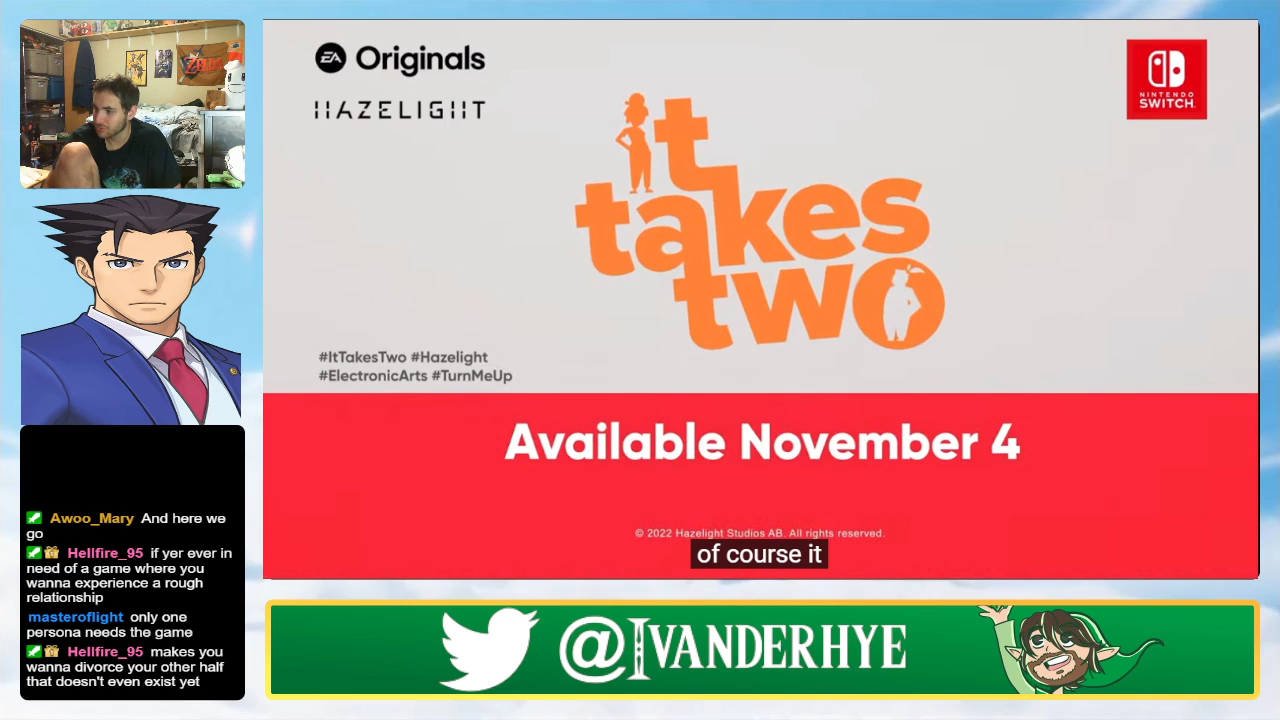 EA Originals
HAZELIGHT
NINTENDO
SWITCH
it
takes
two
#ItTakesTwo #Hazelight
#ElectronicArts #TurnMeUp
Available November 4
© 2022 Hazelight Studios AB. All rights reserved.
of course it
Awoo_Mary And here we
go
Hellfire_95 if yer ever in
need of a game where you
wanna experience a rough
relationship
masteroflight only one
persona needs the game
Hellfire_95 makes you
wanna divorce your other half
that doesn't even exist yet
@IVANDERHYE